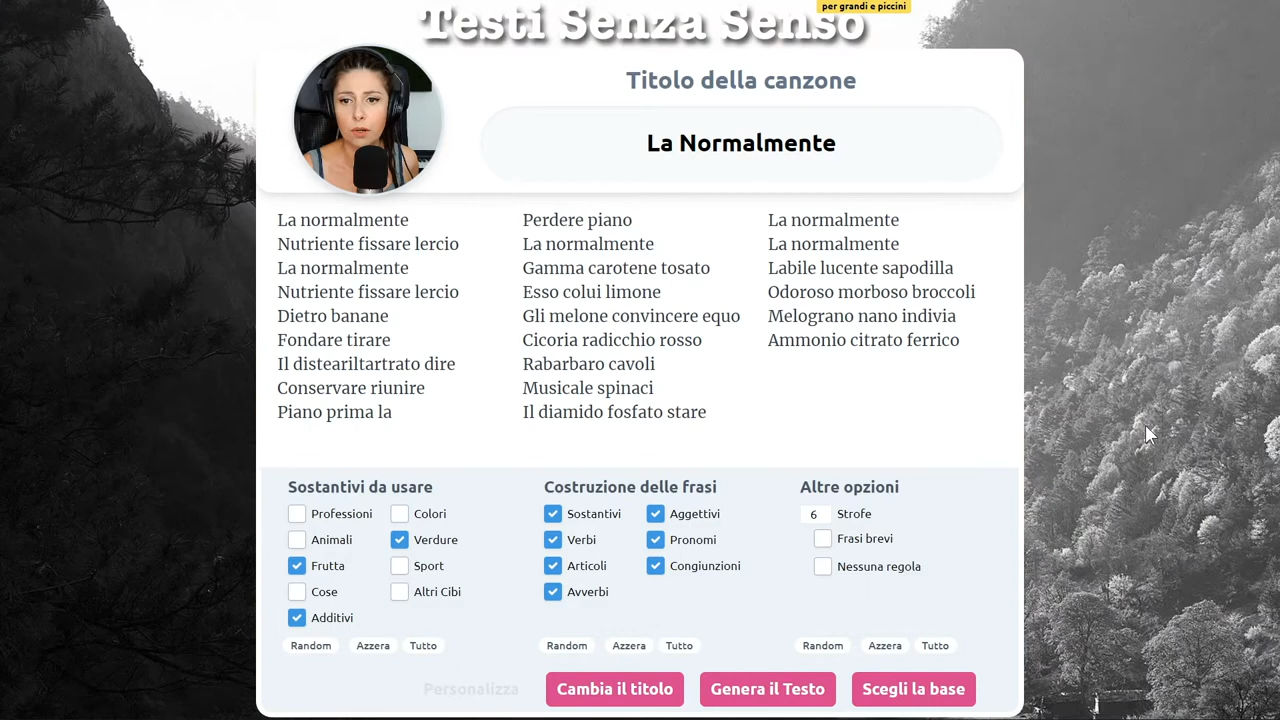 per grandi e piccini
Testi Senza Senso
Titolo della canzone
La Normalmente
La normalmente
Nutriente fissare lercio
La normalmente
Nutriente fissare lercio
Dietro banane
Fondare tirare
Il disteariltartrato dire
Conservare riunire
Piano prima la
Perdere piano
La normalmente
Gamma carotene tosato
Esso colui limone
Gli melone convincere equo
Cicoria radicchio rosso
Rabarbaro cavoli
Musicale spinaci
Il diamido fosfato stare
La normalmente
La normalmente
Labile lucente sapodilla
Odoroso morboso broccoli
Melograno nano indivia
Ammonio citrato ferrico
Sostantivi da usare
Professioni Colori
Animali Verdure
Frutta Sport
Cose Altri Cibi
Additivi
Random Azzera Tutto
Costruzione delle frasi
Sostantivi Aggettivi
Verbi Pronomi
Articoli Congiunzioni
Avverbi
Random Azzera Tutto
Altre opzioni
6 Strofe
Frasi brevi
Nessuna regola
Random Azzera Tutto
Personalizza Cambia il titolo Genera il Testo Scegli la base